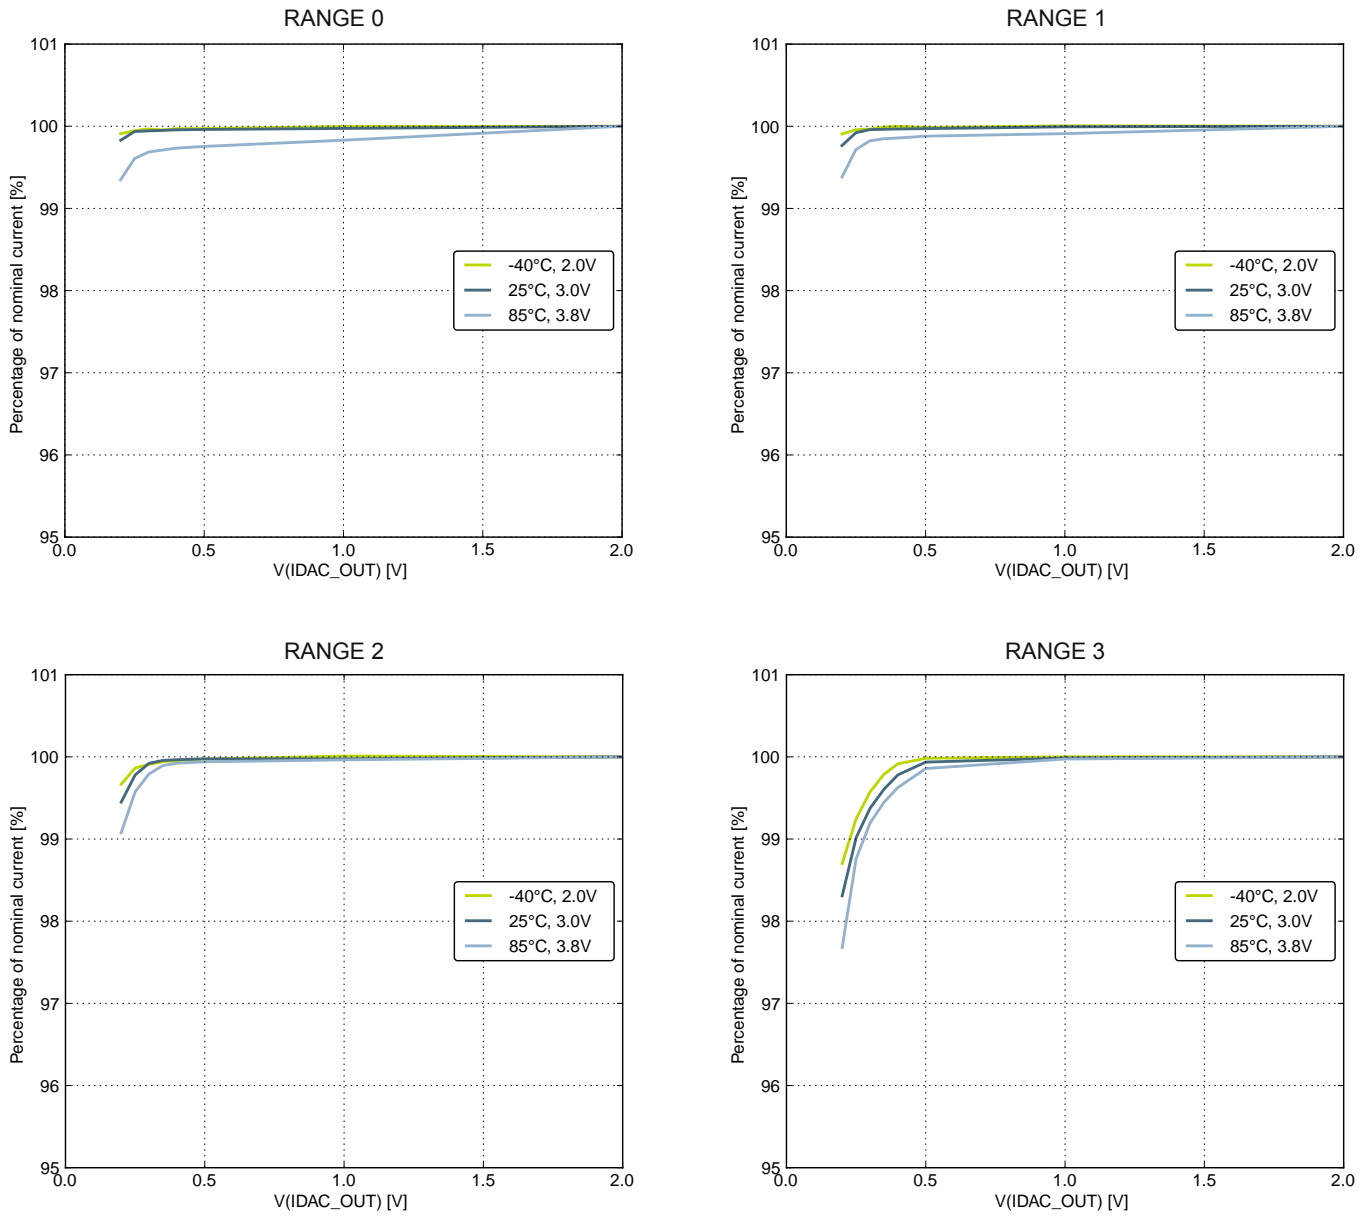 RANGE 0
101
100
99
98
97
96
95
Percentage of nominal current [%]
-40°C, 2.0V
25°C, 3.0V
85°C, 3.8V
0.0 0.5 1.0 1.5 2.0
V(IDAC_OUT) [V]
RANGE 1
101
100
99
98
97
96
95
Percentage of nominal current [%]
-40°C, 2.0V
25°C, 3.0V
85°C, 3.8V
0.0 0.5 1.0 1.5 2.0
V(IDAC_OUT) [V]
RANGE 2
101
100
99
98
97
96
95
Percentage of nominal current [%]
-40°C, 2.0V
25°C, 3.0V
85°C, 3.8V
0.0 0.5 1.0 1.5 2.0
V(IDAC_OUT) [V]
RANGE 3
101
100
99
98
97
96
95
Percentage of nominal current [%]
-40°C, 2.0V
25°C, 3.0V
85°C, 3.8V
0.0 0.5 1.0 1.5 2.0
V(IDAC_OUT) [V]